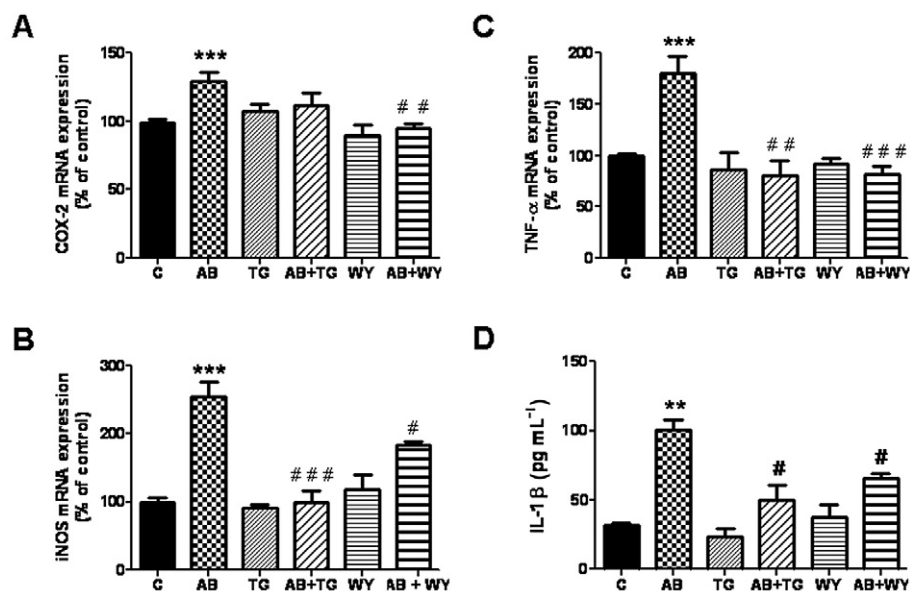 A
COX-2 mRNA expression
(% of control)
150
100
50
0
***
# #
C AB TG AB+TG WY AB+WY
B
iNOS mRNA expression
(% of control)
300
200
100
0
***
# # #
#
C AB TG AB+TG WY AB + WY
C
TNF-α mRNA expression
(% of control)
200
150
100
50
0
***
# #
# # #
C AB TG AB+TG WY AB+WY
D
IL-1 β (pg mL⁻¹)
150
100
50
0
**
#
#
C AB TG AB+TG WY AB+WY